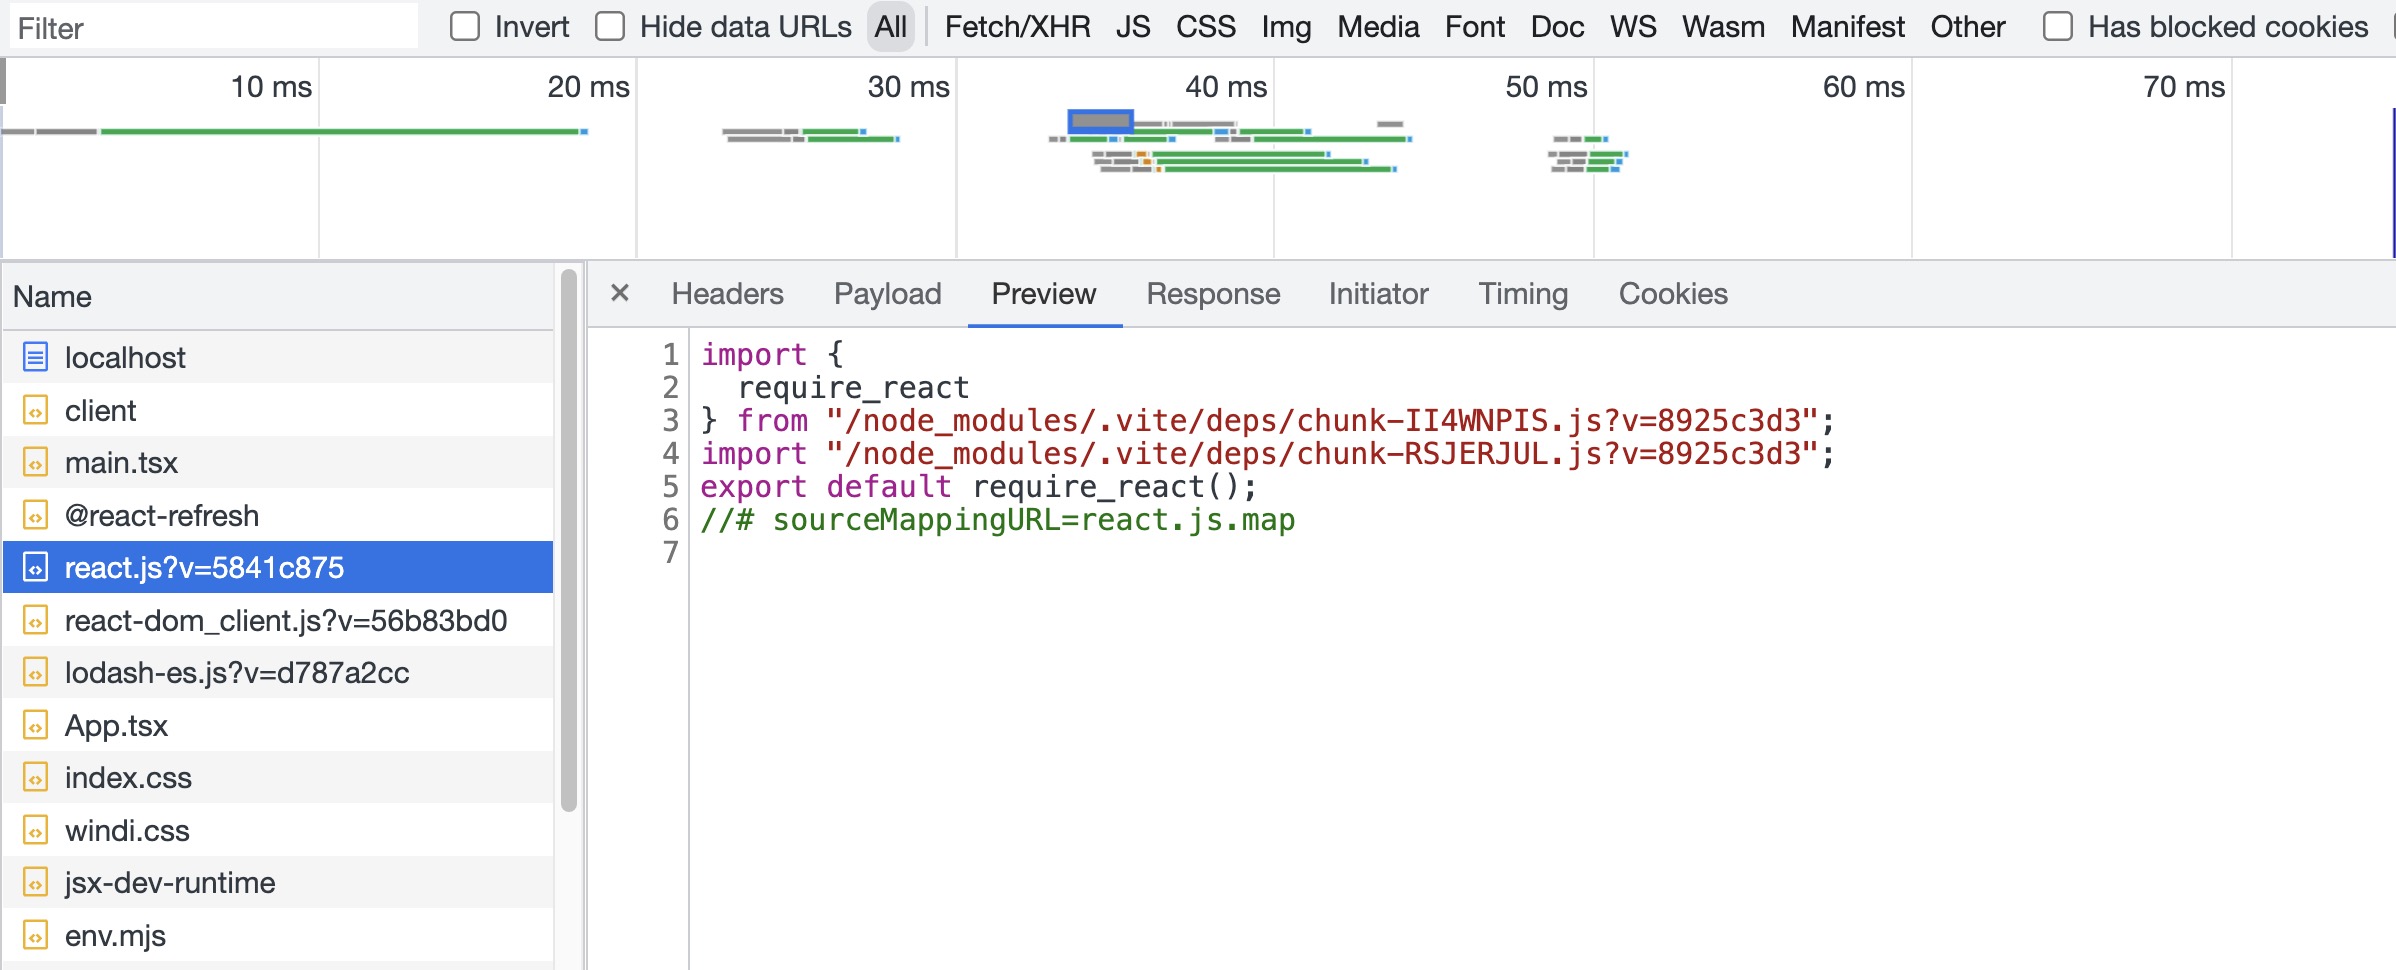 Filter Invert Hide data URLs All Fetch/XHR JS CSS Img Media Font Doc WS Wasm Manifest Other Has blocked cookies
10 ms 20 ms 30 ms 40 ms 50 ms 60 ms 70 ms
Name
localhost
client
main.tsx
@react-refresh
react.js?v=5841c875
react-dom_client.js?v=56b83bd0
lodash-es.js?v=d787a2cc
App.tsx
index.css
windi.css
jsx-dev-runtime
env.mjs
× Headers Payload Preview Response Initiator Timing Cookies
1 import {
2   require_react
3 } from "/node_modules/.vite/deps/chunk-II4WNPIS.js?v=8925c3d3";
4 import "/node_modules/.vite/deps/chunk-RSJERJUL.js?v=8925c3d3";
5 export default require_react();
6 //# sourceMappingURL=react.js.map
7